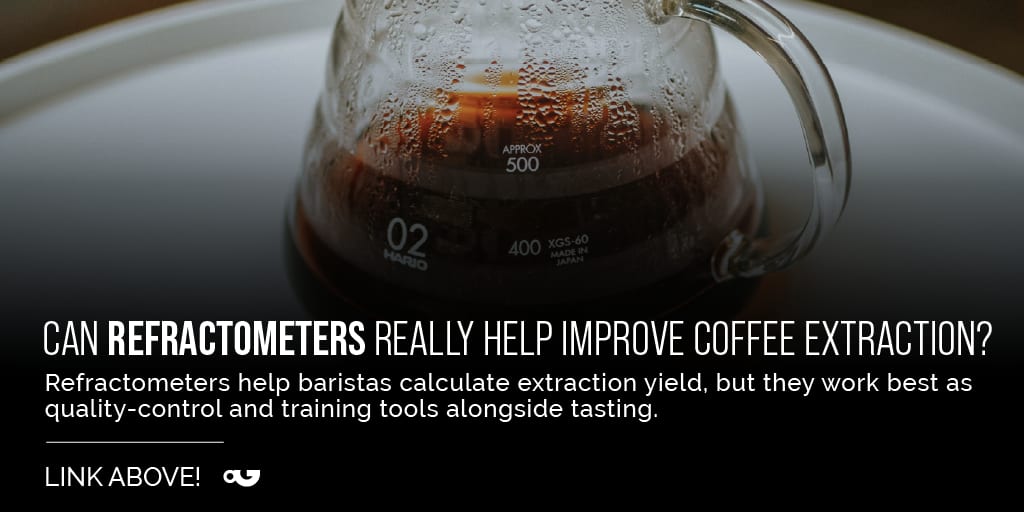 APPROX
500
02
HARIO
400
XGS-60
MADE IN
JAPAN
CAN REFRACTOMETERS REALLY HELP IMPROVE COFFEE EXTRACTION?
Refractometers help baristas calculate extraction yield, but they work best as
quality-control and training tools alongside tasting.
LINK ABOVE!